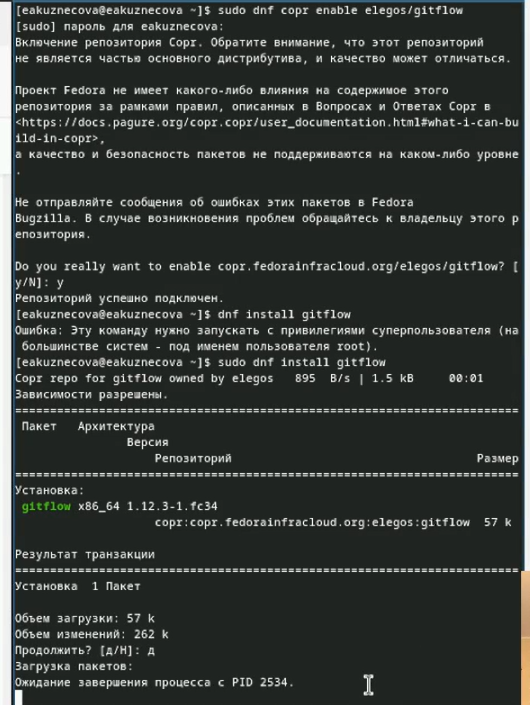 [eakuznecova@eakuznecova ~]$ sudo dnf copr enable elegos/gitflow
[sudo] пароль для eakuznecova:
Включение репозитория Copr. Обратите внимание, что этот репозиторий
не является частью основного дистрибутива, и качество может отличаться.
Проект Fedora не имеет какого-либо влияния на содержимое этого
репозитория за рамками правил, описанных в Вопросах и Ответах Copr в
<https://docs.pagure.org/copr.copr/user_documentation.html#what-i-can-bu
ild-in-copr>,
а качество и безопасность пакетов не поддерживаются на каком-либо уровне
.
Не отправляйте сообщения об ошибках этих пакетов в Fedora
Bugzilla. В случае возникновения проблем обращайтесь к владельцу этого р
епозитория.
Do you really want to enable copr.fedorainfracloud.org/elegos/gitflow? [
y/N]: y
Репозиторий успешно подключен.
[eakuznecova@eakuznecova ~]$ dnf install gitflow
Ошибка: Эту команду нужно запускать с привилегиями суперпользователя (на
большинстве систем - под именем пользователя root).
[eakuznecova@eakuznecova ~]$ sudo dnf install gitflow
Copr repo for gitflow owned by elegos 895 B/s | 1.5 kB 00:01
Зависимости разрешены.
========================================================================
Пакет Архитектура
Версия
Репозиторий Размер
========================================================================
Установка:
gitflow x86_64 1.12.3-1.fc34
copr:copr.fedorainfracloud.org:elegos:gitflow 57 k
Результат транзакции
========================================================================
Установка 1 Пакет
Объем загрузки: 57 k
Объем изменений: 262 k
Продолжить? [д/Н]: д
Загрузка пакетов:
Ожидание завершения процесса с PID 2534.